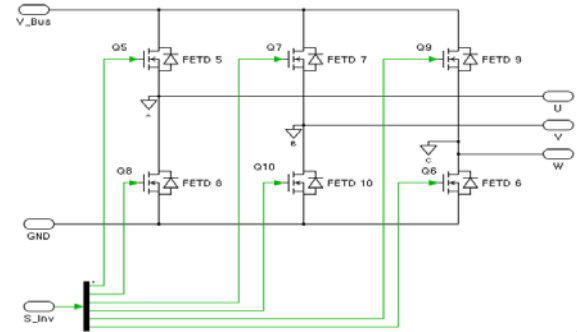 V_Bus
Q5
FETD 5
Q7
FETD 7
Q9
FETD 9
A
U
B
V
C
W
Q8
FETD 8
Q10
FETD 10
Q6
FETD 6
GND
S_Inv